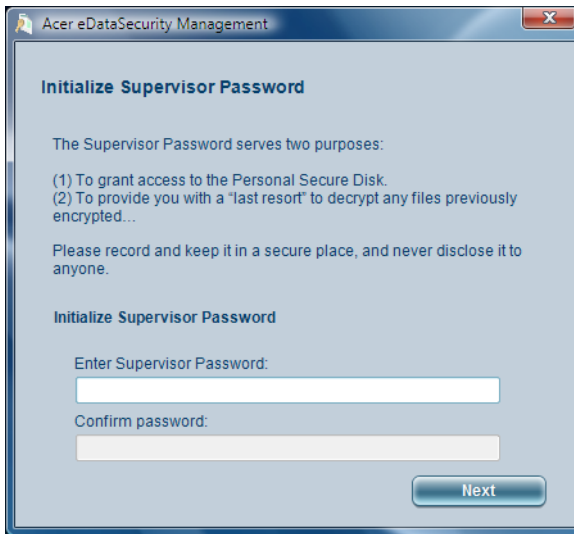 Acer eDataSecurity Management
Initialize Supervisor Password
The Supervisor Password serves two purposes:
(1) To grant access to the Personal Secure Disk.
(2) To provide you with a “last resort” to decrypt any files previously
encrypted...
Please record and keep it in a secure place, and never disclose it to
anyone.
Initialize Supervisor Password
Enter Supervisor Password:
Confirm password:
Next